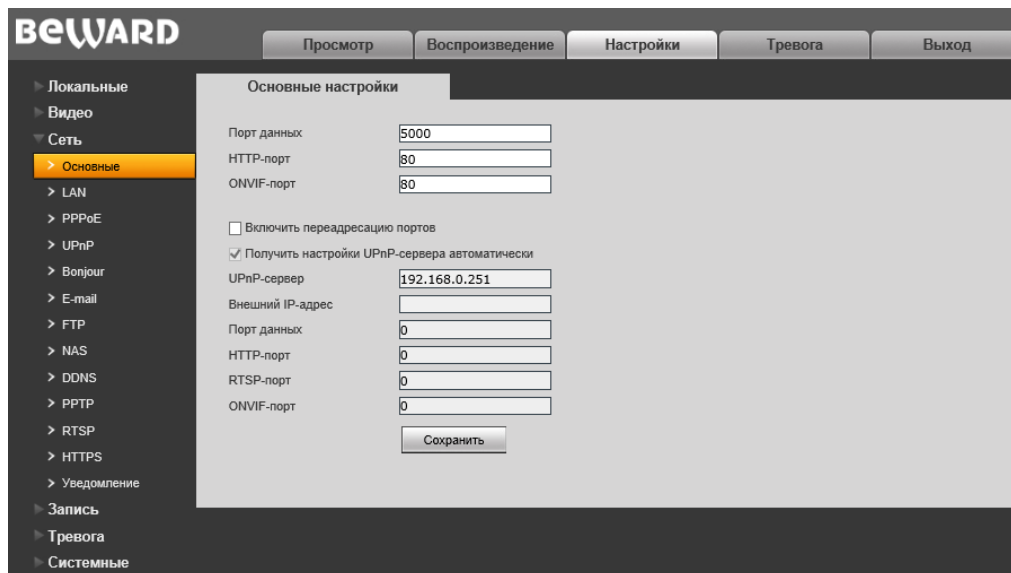 BEWARD
Просмотр
Воспроизведение
Настройки
Тревога
Выход
Локальные
Видео
Сеть
Основные
LAN
PPPoE
UPnP
Bonjour
E-mail
FTP
NAS
DDNS
PPTP
RTSP
HTTPS
Уведомление
Запись
Тревога
Системные
Основные настройки
Порт данных 5000
HTTP-порт 80
ONVIF-порт 80
Включить переадресацию портов
Получить настройки UPnP-сервера автоматически
UPnP-сервер 192.168.0.251
Внешний IP-адрес
Порт данных 0
HTTP-порт 0
RTSP-порт 0
ONVIF-порт 0
Сохранить